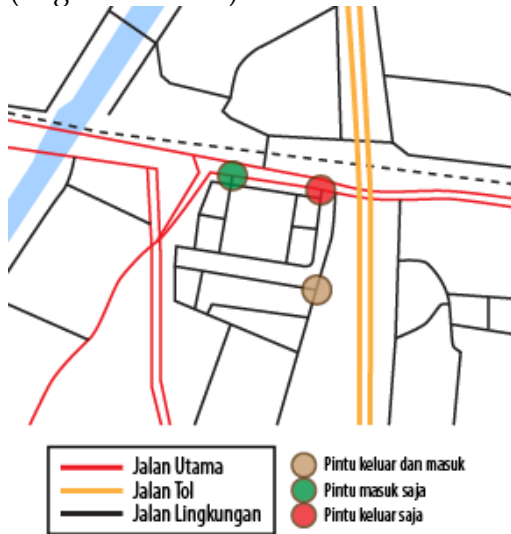 Jalan Utama
Jalan Tol
Jalan Lingkungan
Pintu keluar dan masuk
Pintu masuk saja
Pintu keluar saja